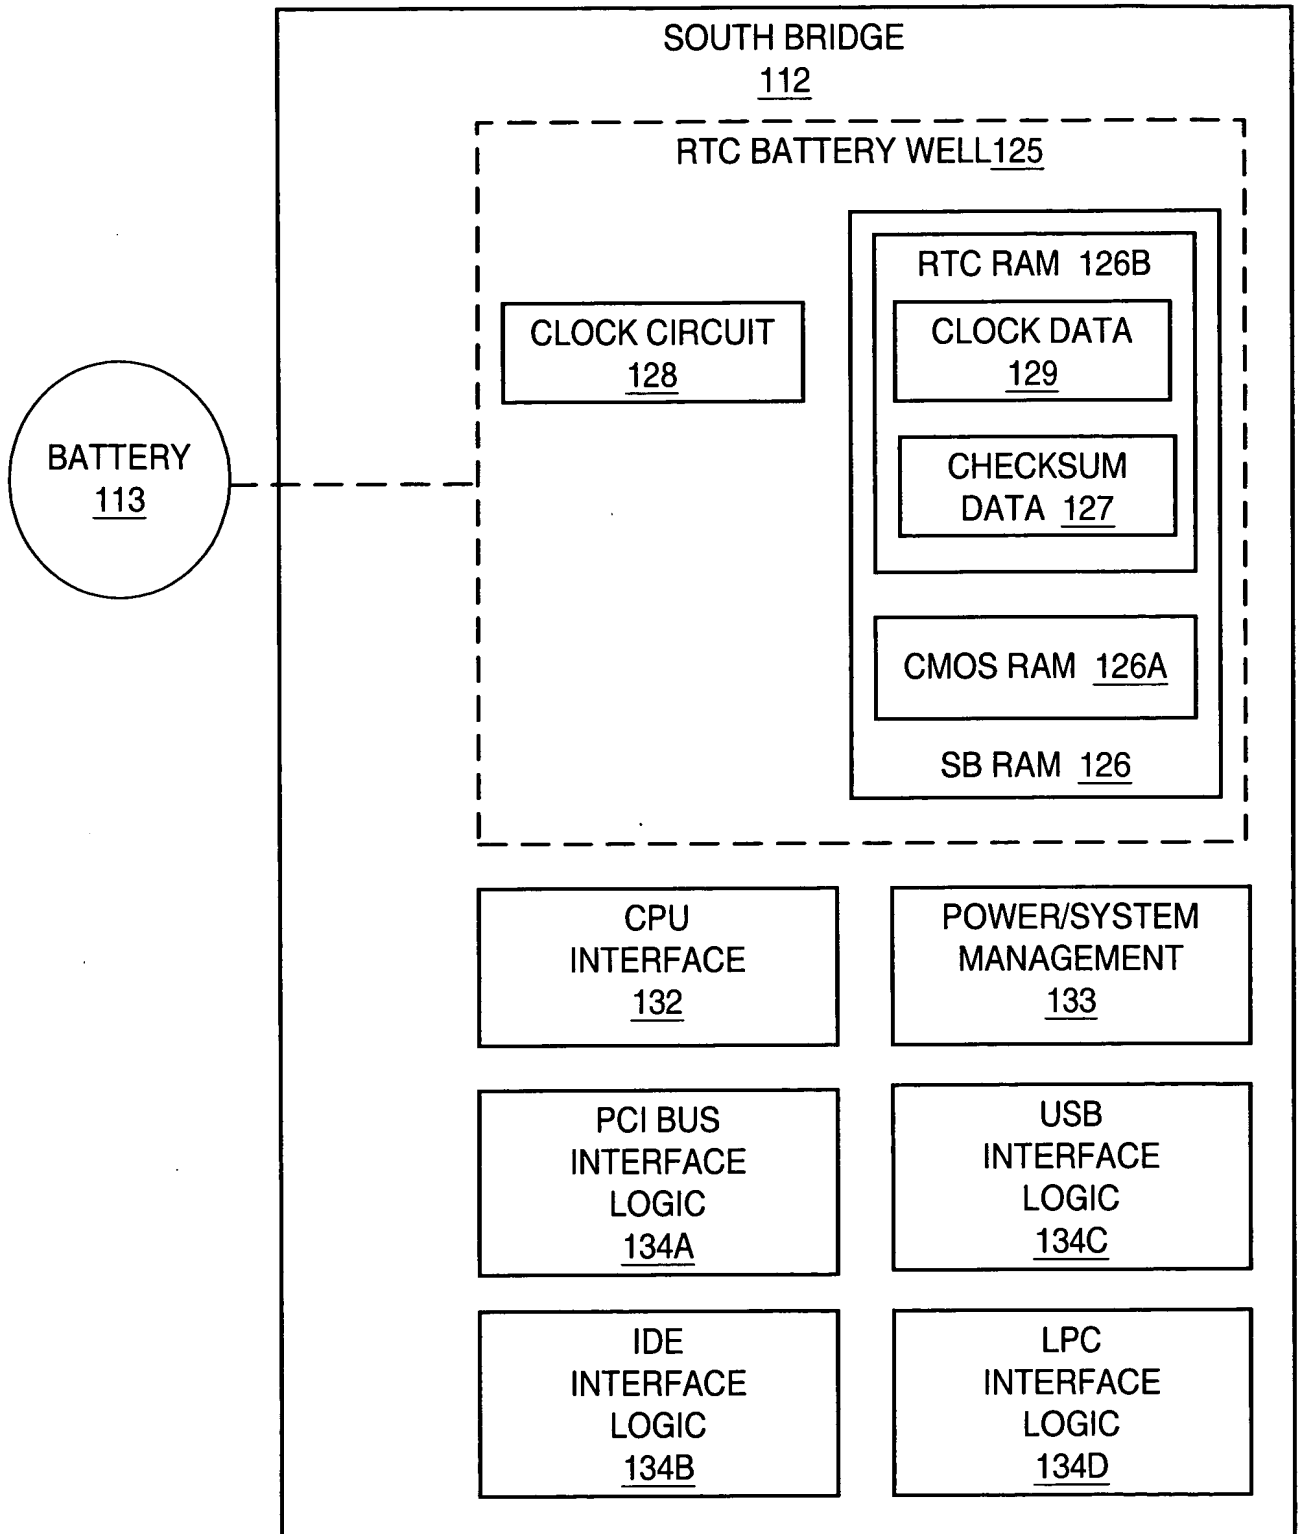 SOUTH BRIDGE
112
RTC BATTERY WELL125
RTC RAM 126B
CLOCK CIRCUIT
128
CLOCK DATA
129
BATTERY
113
CHECKSUM
DATA 127
CMOS RAM 126A
SB RAM 126
CPU
INTERFACE
132
POWER/SYSTEM
MANAGEMENT
133
PCI BUS
INTERFACE
LOGIC
134A
USB
INTERFACE
LOGIC
134C
IDE
INTERFACE
LOGIC
134B
LPC
INTERFACE
LOGIC
134D